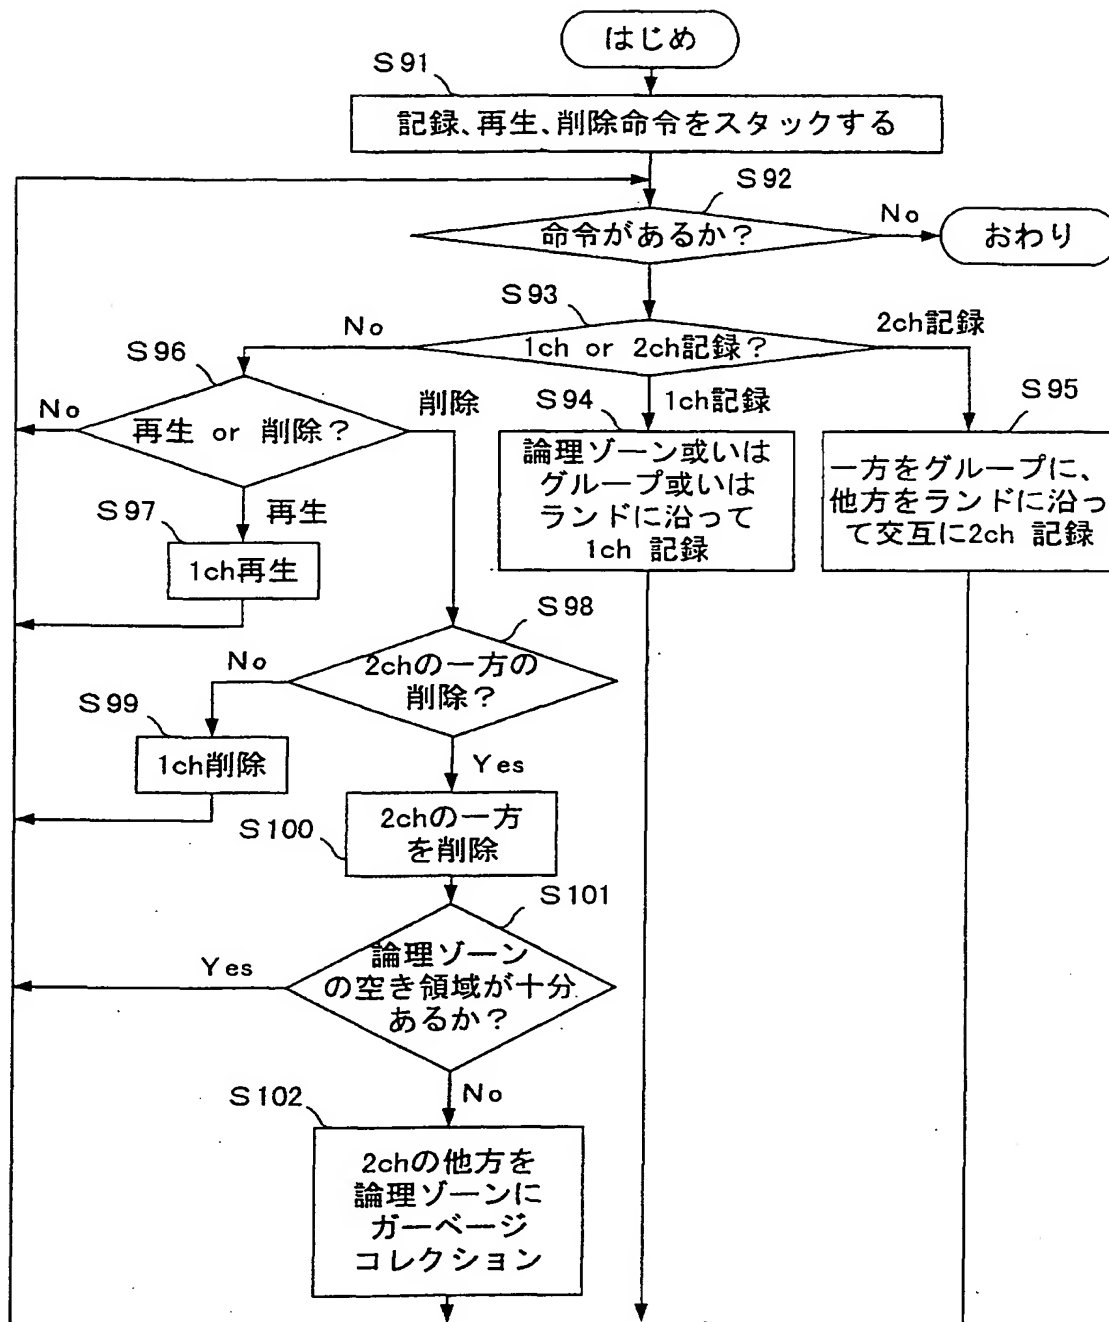 はじめ
S91
記録、再生、削除命令をスタックする
S92
命令があるか？
No
おわり
S93
No
1ch or 2ch記録？
2ch記録
S96
No
再生 or 削除？
削除
S94
1ch記録
S95
論理ゾーン或いは
グループ或いは
ランドに沿って
1ch 記録
一方をグループに、
他方をランドに沿っ
て交互に2ch 記録
S97
再生
1ch再生
S98
No
2chの一方の
削除？
S99
1ch削除
Yes
S100
2chの一方
を削除
S101
Yes
論理ゾーン
の空き領域が十分
あるか？
No
S102
2chの他方を
論理ゾーンに
ガーベージ
コレクション